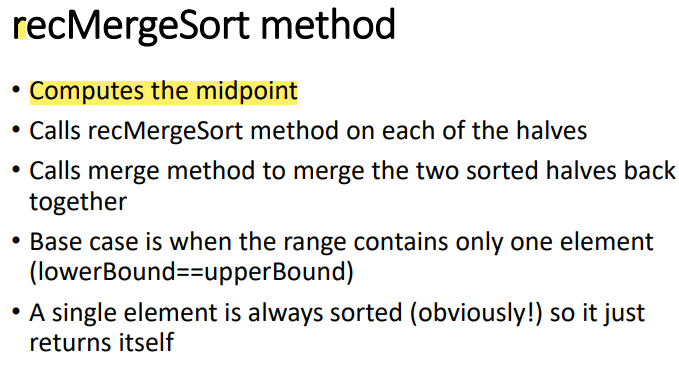 recMergeSort method
• Computes the midpoint
• Calls recMergeSort method on each of the halves
• Calls merge method to merge the two sorted halves back
together
• Base case is when the range contains only one element
(lowerBound==upperBound)
• A single element is always sorted (obviously!) so it just
returns itself